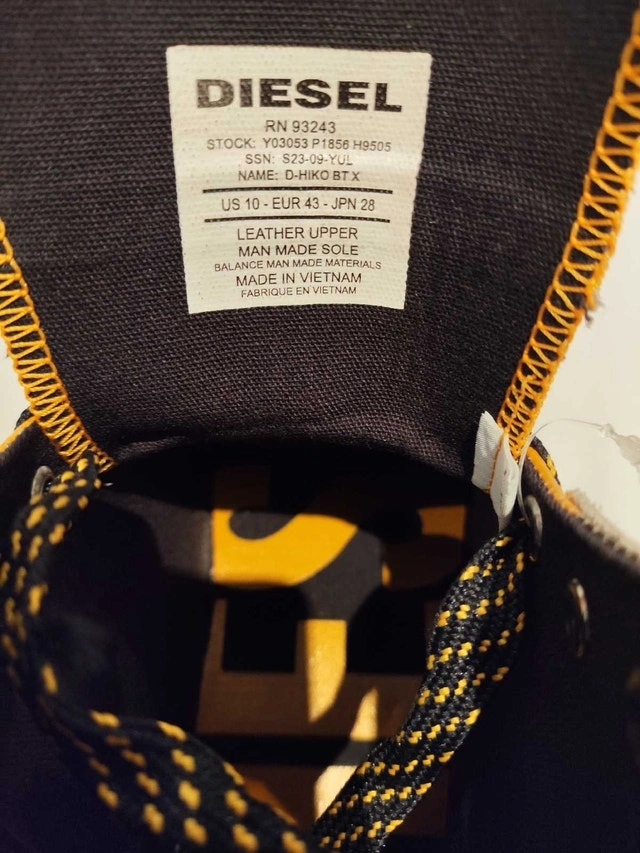 DIESEL
RN 93243
STOCK: Y03053 P1856 H9505
SSN: S23-09-YUL
NAME: D-HIKO BT X
US 10 - EUR 43 - JPN 28
LEATHER UPPER
MAN MADE SOLE
BALANCE MAN MADE MATERIALS
MADE IN VIETNAM
FABRIQUE EN VIETNAM